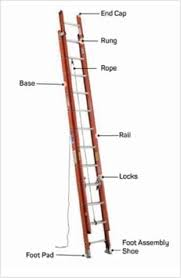 End Cap
Rung
Rope
Base
Rail
Locks
Foot Assembly
Shoe
Foot Pad